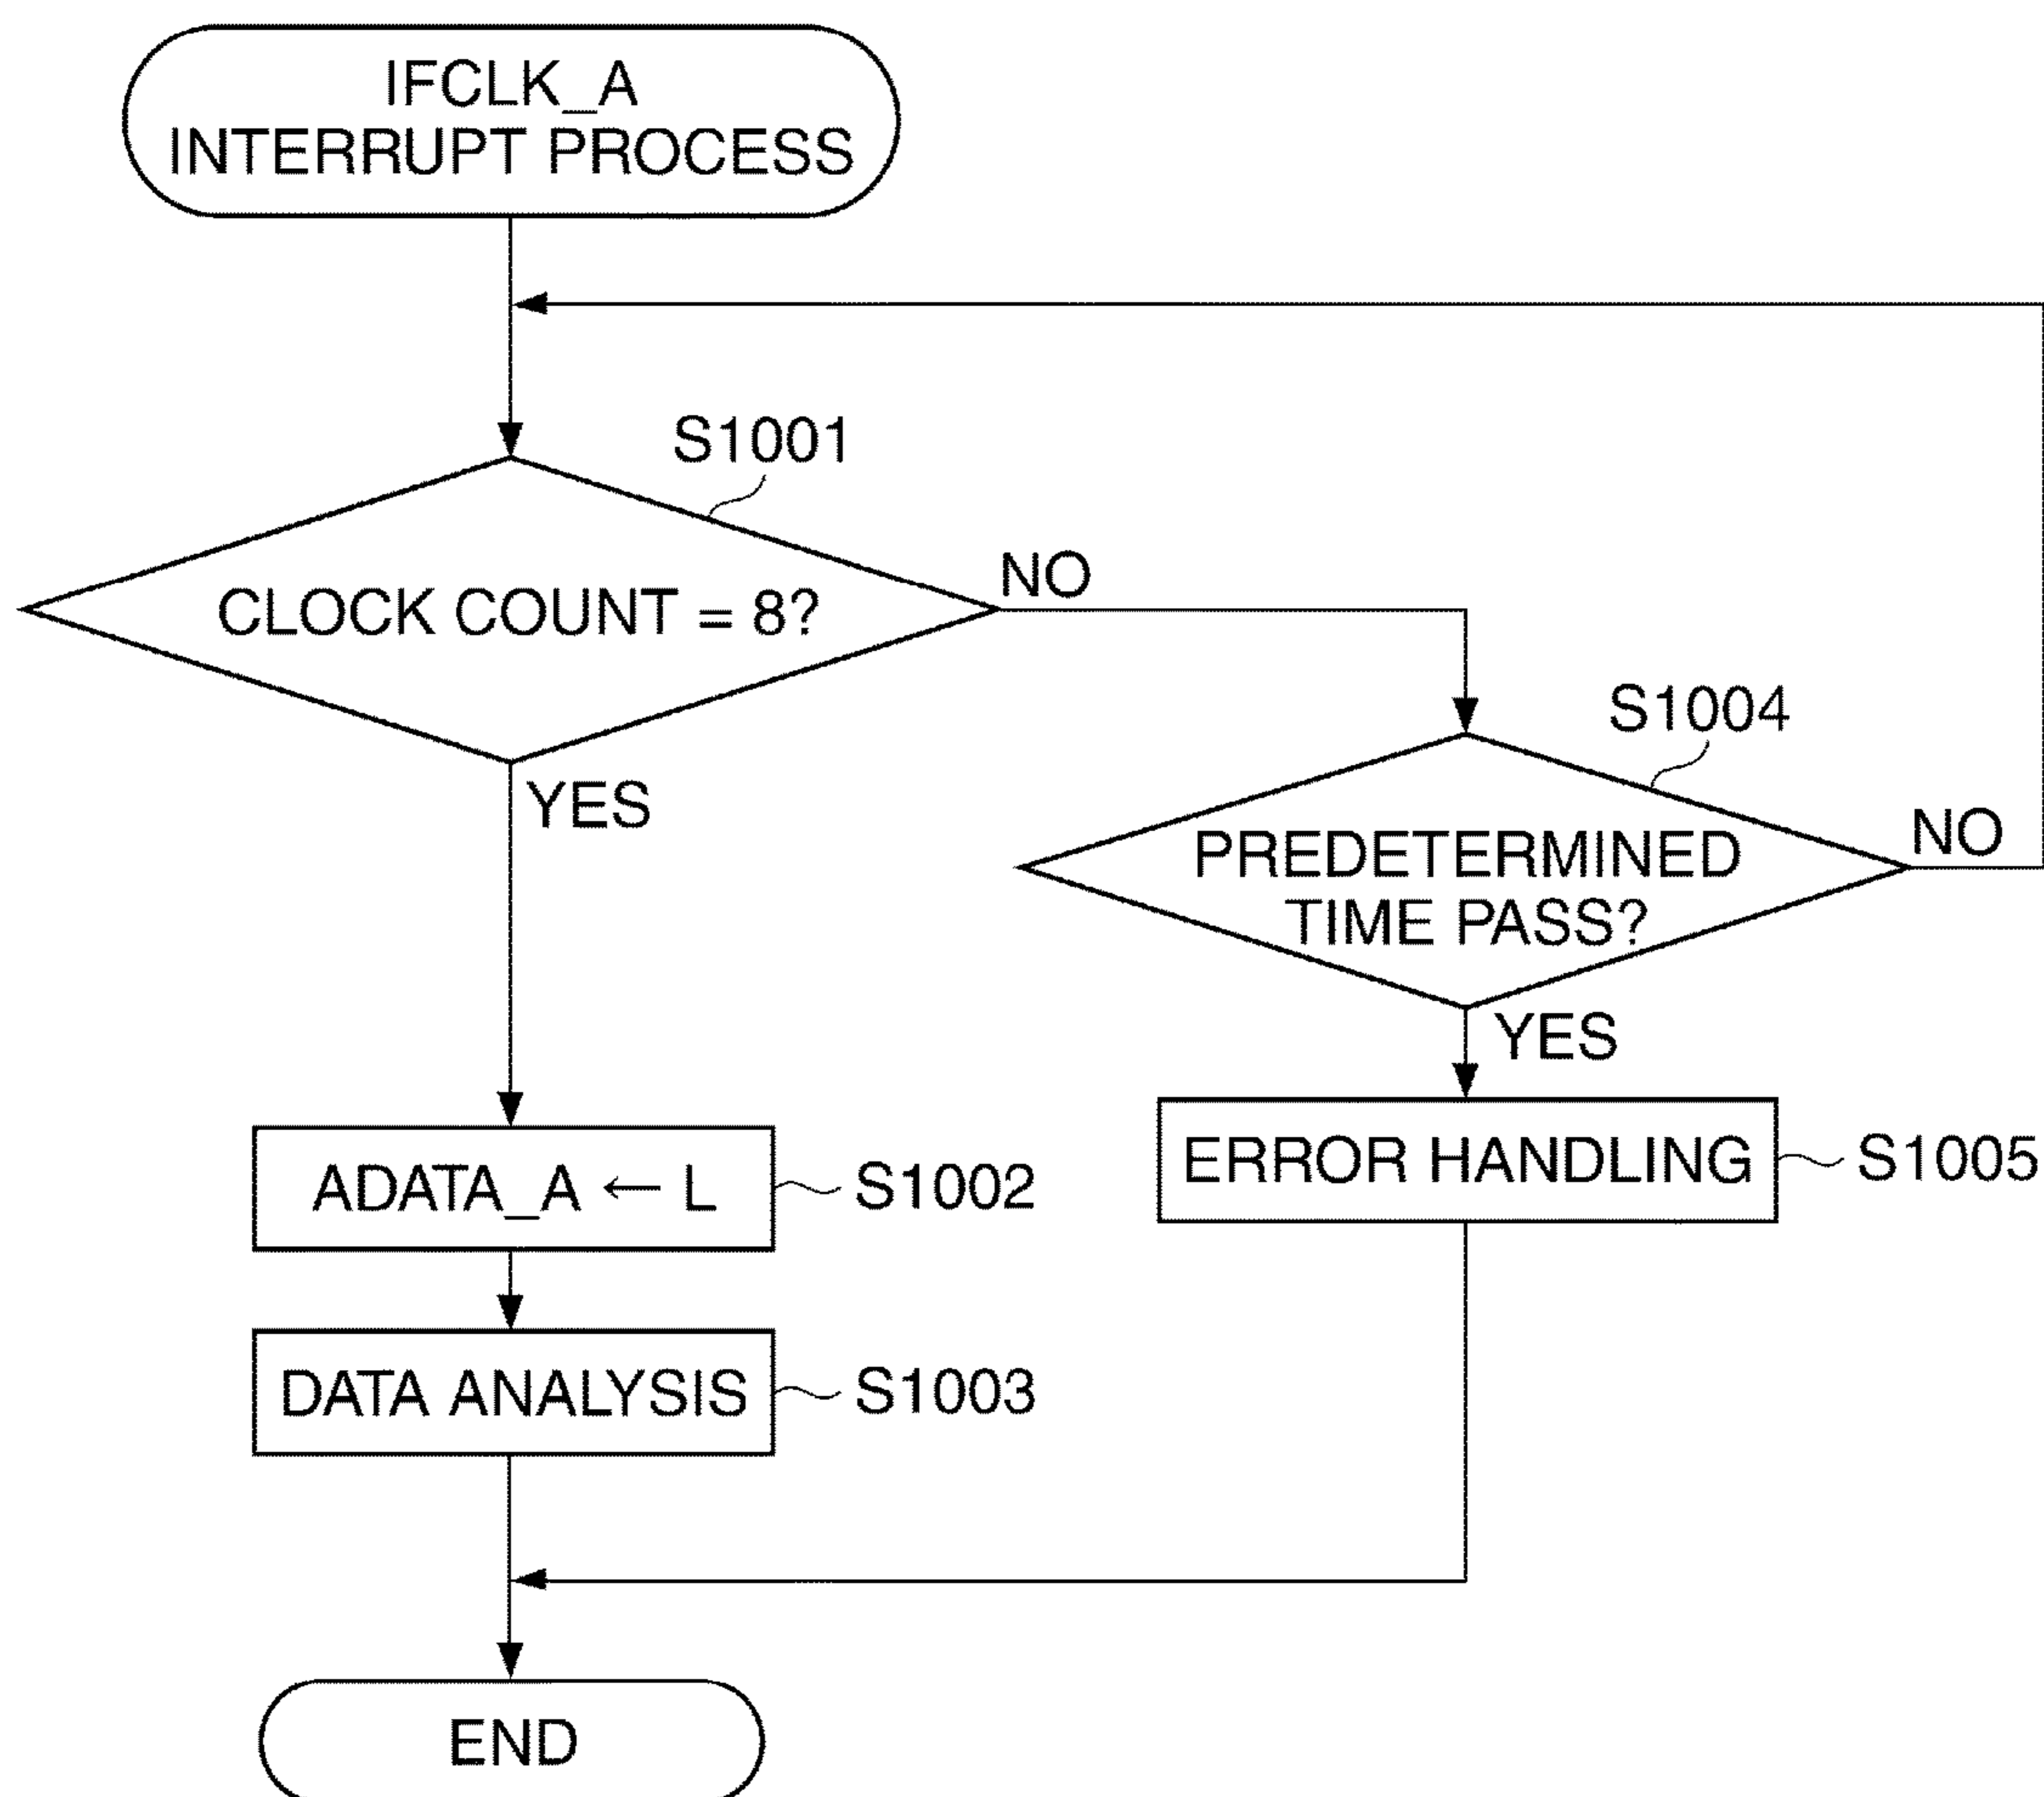 IFCLK_A
INTERRUPT PROCESS
S1001
CLOCK COUNT = 8?
NO
YES
S1004
PREDETERMINED
TIME PASS?
NO
YES
ADATA_A ← L
S1002
ERROR HANDLING
S1005
DATA ANALYSIS
S1003
END